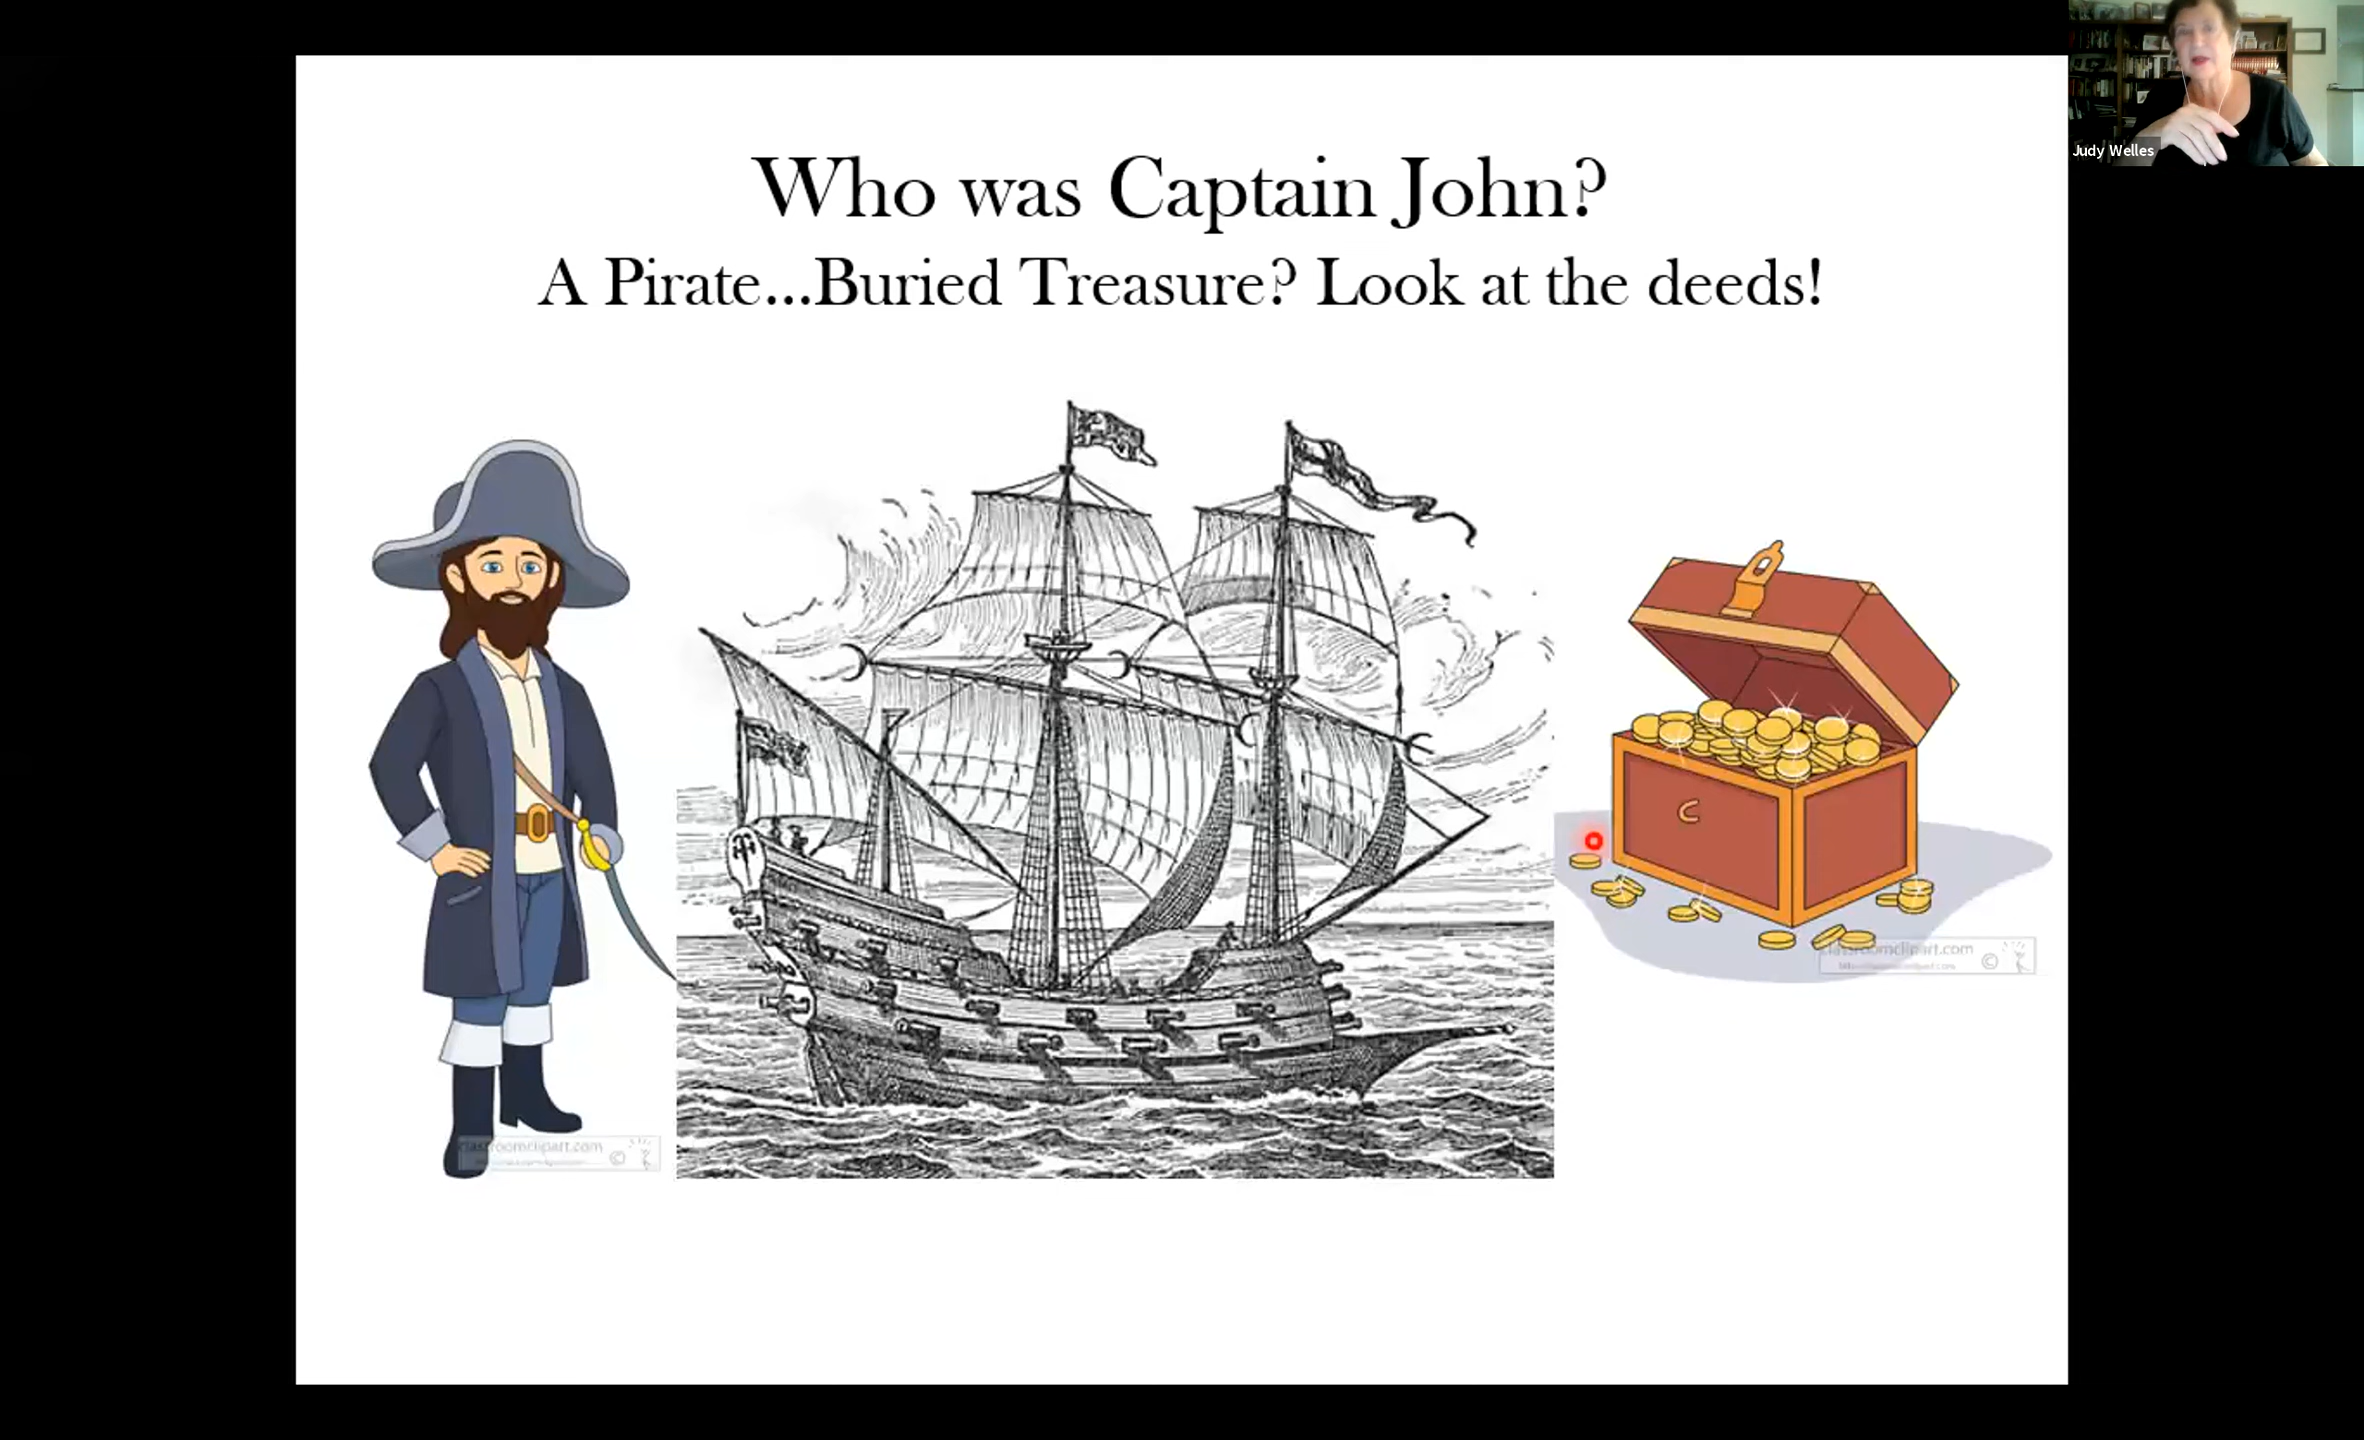 Judy Welles
Who was Captain John?
A Pirate...Buried Treasure? Look at the deeds!
classroomclipart.com
©
classroomclipart.com
©